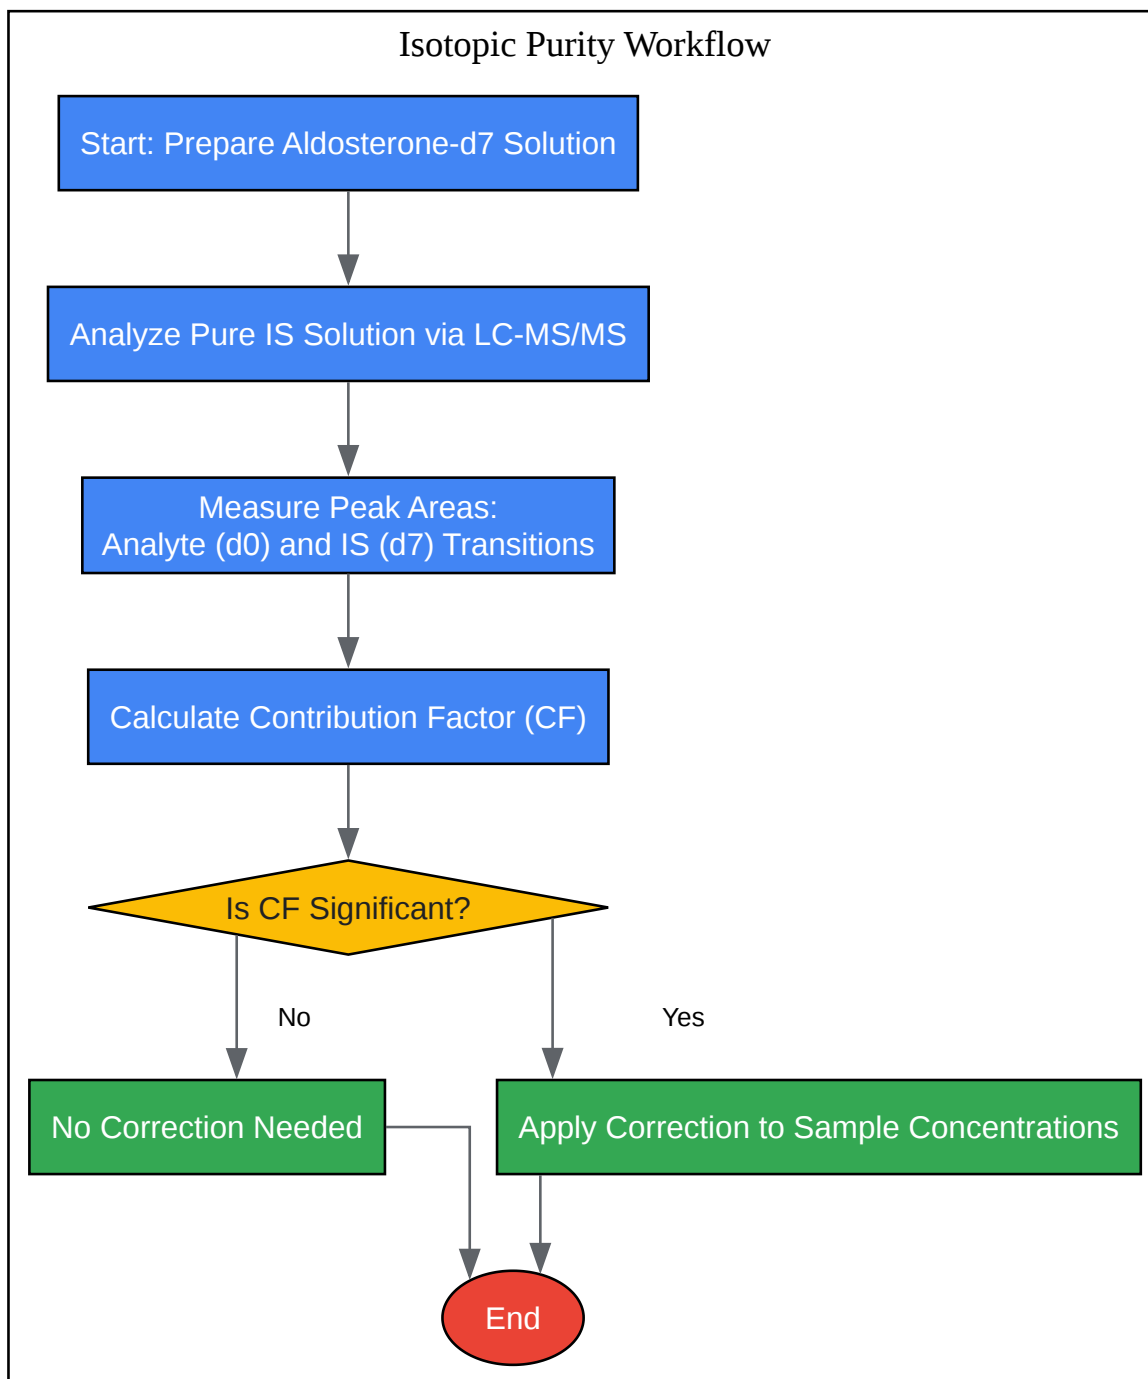 Isotopic Purity Workflow
Start: Prepare Aldosterone-d7 Solution
Analyze Pure IS Solution via LC-MS/MS
Measure Peak Areas:
Analyte (d0) and IS (d7) Transitions
Calculate Contribution Factor (CF)
Is CF Significant?
No
Yes
No Correction Needed
Apply Correction to Sample Concentrations
End